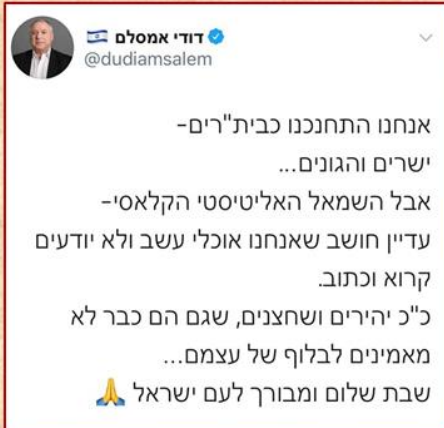 דודי אמסלם 🇮🇱
@dudiamsalem
אנחנו התחנכנו כבית"רים-
ישרים והגונים...
אבל השמאל האליטיסטי הקלאסי-
עדיין חושב שאנחנו אוכלי עשב ולא יודעים
קרוא וכתוב.
כ"כ יהירים ושחצנים, שגם הם כבר לא
מאמינים לבלוף של עצמם...
שבת שלום ומבורך לעם ישראל 🙏